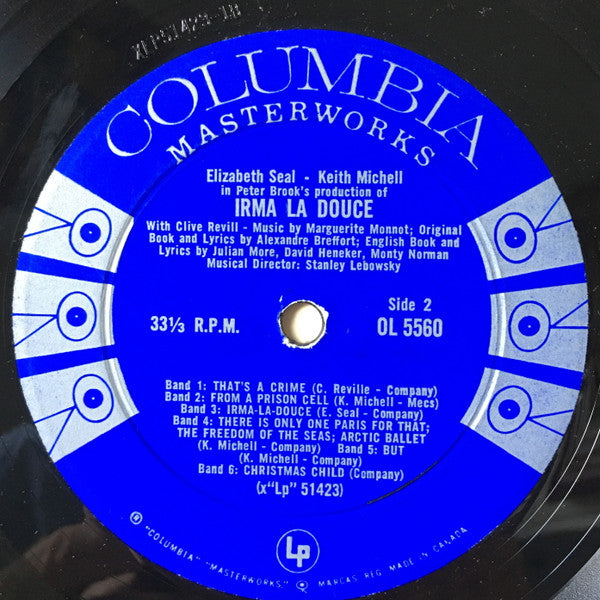 XLP51423-1B
COLUMBIA
MASTERWORKS
Elizabeth Seal - Keith Michell
in Peter Brook's production of
IRMA LA DOUCE
With Clive Revill - Music by Marguerite Monnot; Original
Book and Lyrics by Alexandre Breffort; English Book and
Lyrics by Julian More, David Heneker, Monty Norman
Musical Director: Stanley Lebowsky
Side 2
33⅓ R.P.M.
OL 5560
Band 1: THAT'S A CRIME (C. Reville - Company)
Band 2: FROM A PRISON CELL (K. Michell - Mecs)
Band 3: IRMA-LA-DOUCE (E. Seal - Company)
Band 4: THERE IS ONLY ONE PARIS FOR THAT;
THE FREEDOM OF THE SEAS; ARCTIC BALLET
(K. Michell - Company) Band 5: BUT
(K. Michell - Company)
Band 6: CHRISTMAS CHILD (Company)
(x"Lp" 51423)
Lp
® "COLUMBIA" "MASTERWORKS," MARCAS REG. MADE IN CANADA